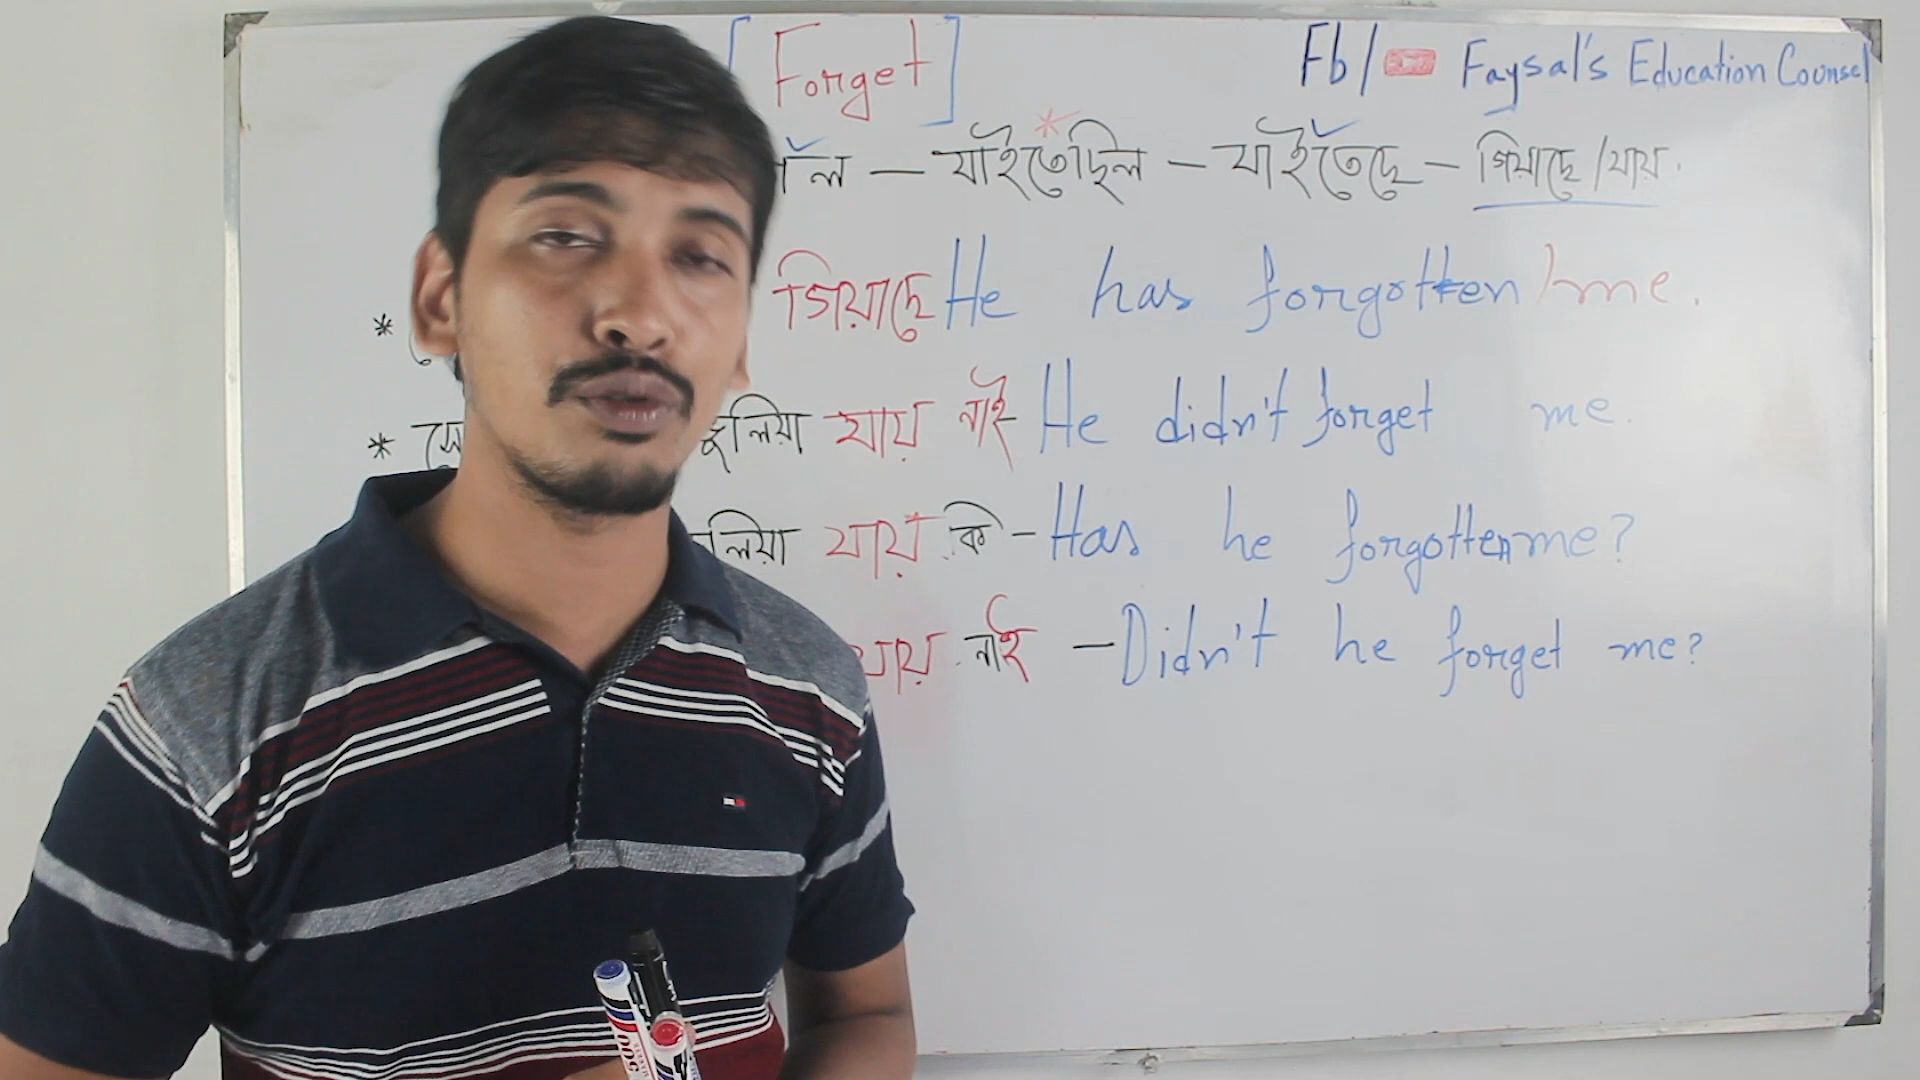 [Forget]
Fb/ Faysal's Education Counsel
ল — যাইতেছিল — যাইতেছে — গিয়াছে / যায়.
* গিয়াছে He has forgotten / me.
* সে ভুলিয়া যায় নাই He didn't forget me.
লিয়া যায় কি - Has he forgotten me?
যায় নাই - Didn't he forget me?